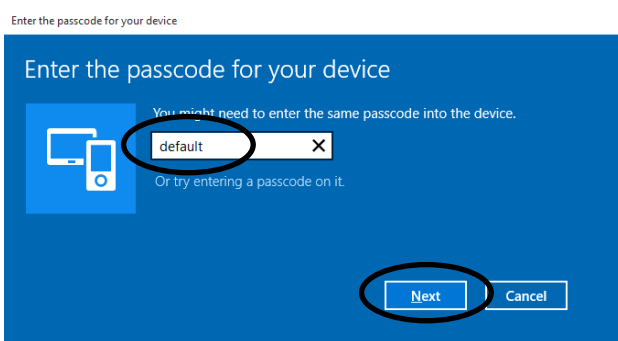 Enter the passcode for your device
Enter the passcode for your device
You might need to enter the same passcode into the device.
default
Or try entering a passcode on it.
Next Cancel